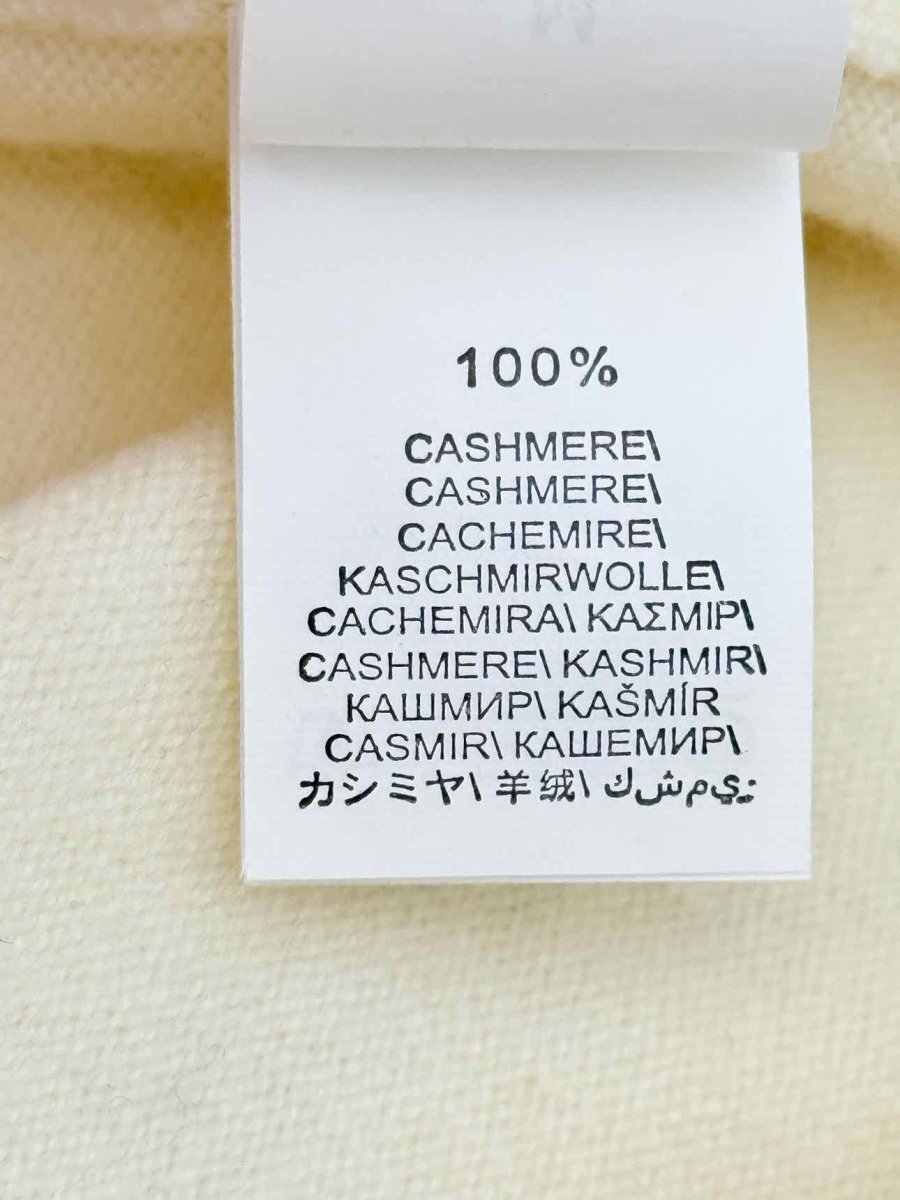 100%
CASHMERE\
CASHMERE\
CACHEMIRE\
KASCHMIRWOLLE\
CACHEMIRA\ ΚΑΣΜΙΡ\
CASHMERE\ KASHMIR\
КАШМИР\ KAŠMÍR
CASMIR\ КАШЕМИР\
カシミヤ\ 羊绒\